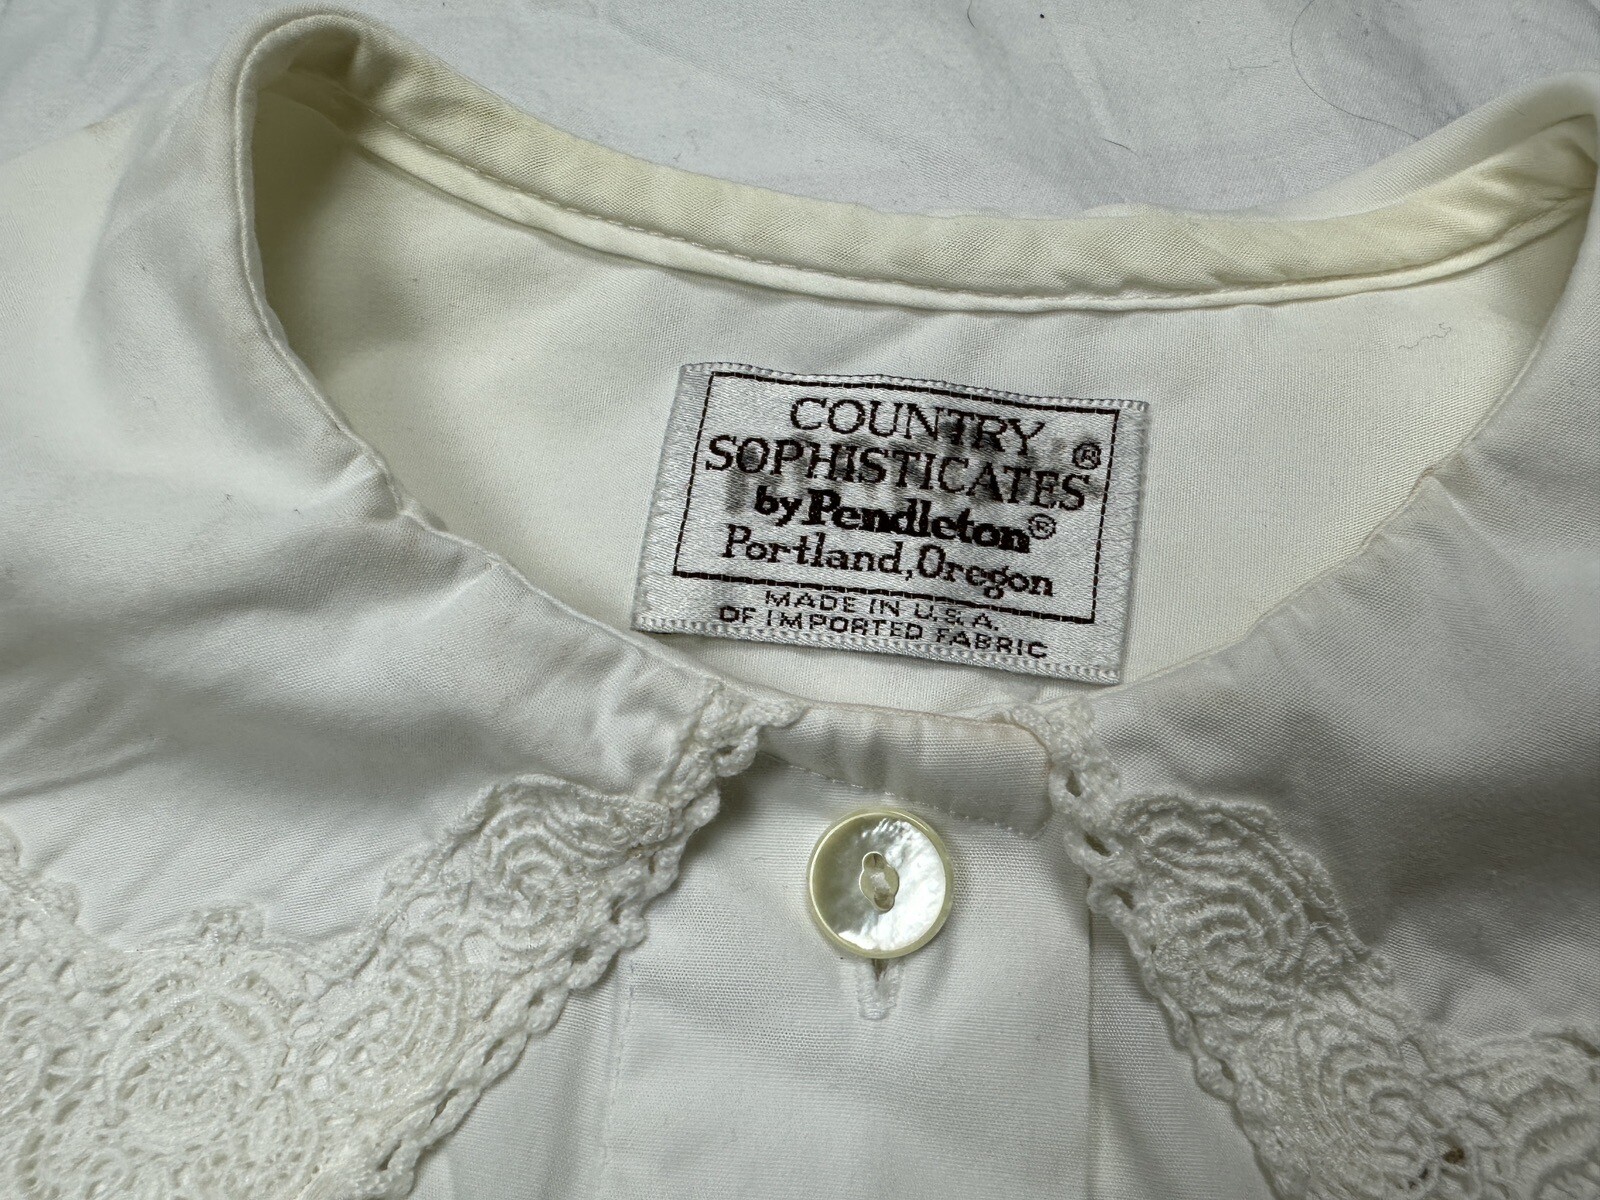 COUNTRY
SOPHISTICATES®
by Pendleton®
Portland, Oregon
MADE IN U.S.A.
OF IMPORTED FABRIC